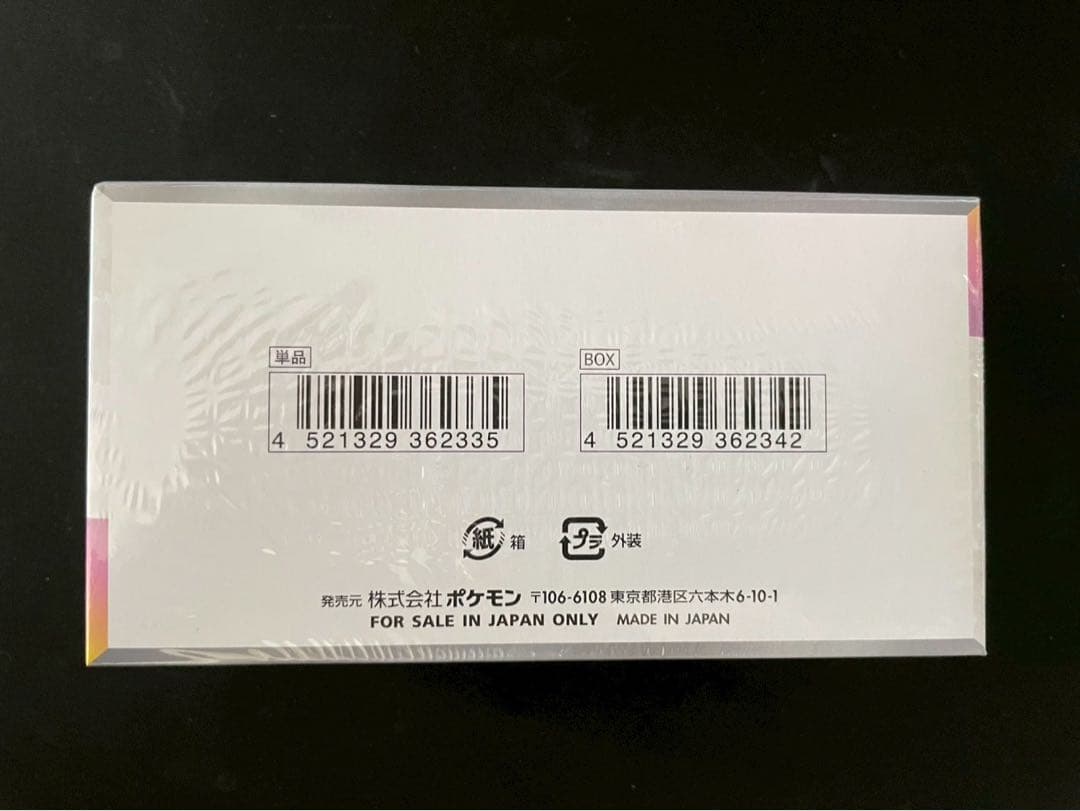 単品
4 521329 362335
BOX
4 521329 362342
紙 箱
プラ 外装
発売元 株式会社 ポケモン 〒106-6108 東京都港区六本木6-10-1
FOR SALE IN JAPAN ONLY MADE IN JAPAN